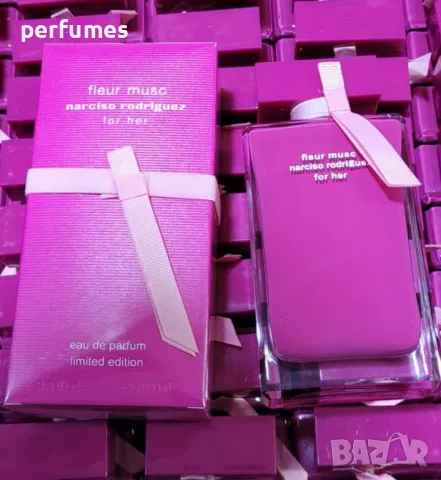 perfumes
fleur musc
narciso rodriguez
for her
eau de parfum
limited edition
fleur musc
narciso rodriguez
for her
BAZAR